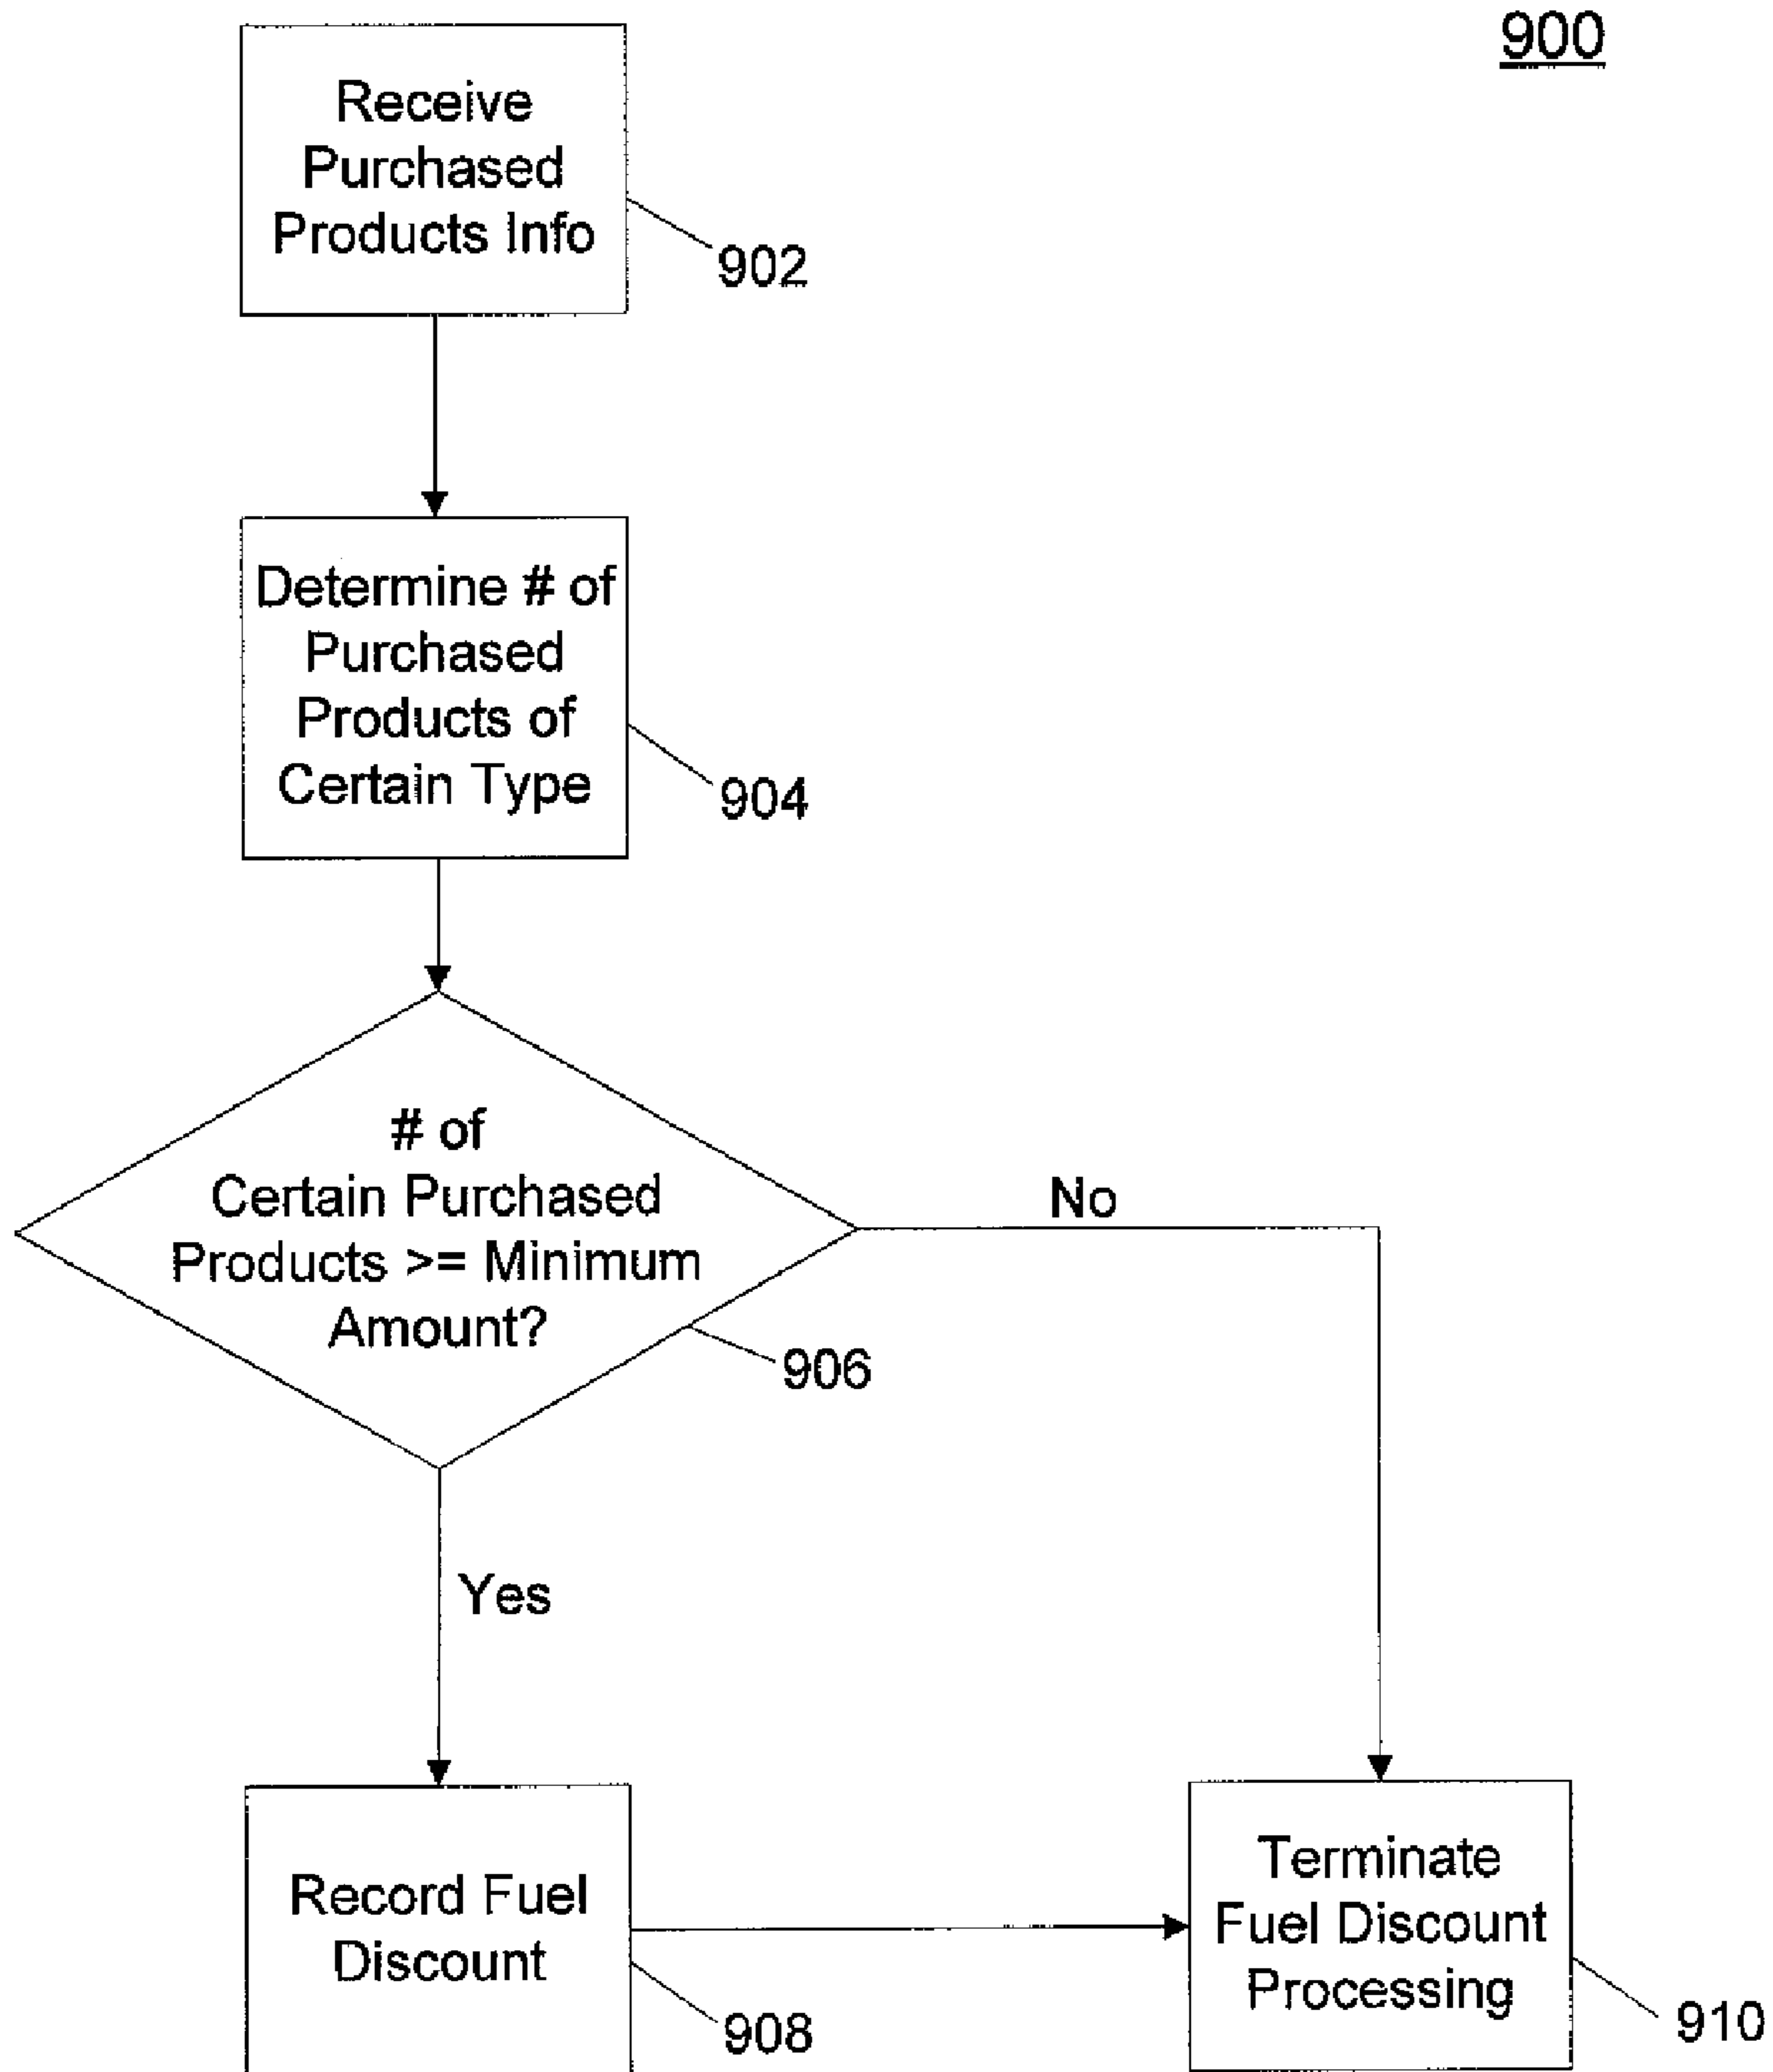 900
Receive
Purchased
Products Info
902
Determine # of
Purchased
Products of
Certain Type
904
# of
Certain Purchased
Products >= Minimum
Amount?
906
No
Yes
Record Fuel
Discount
908
Terminate
Fuel Discount
Processing
910